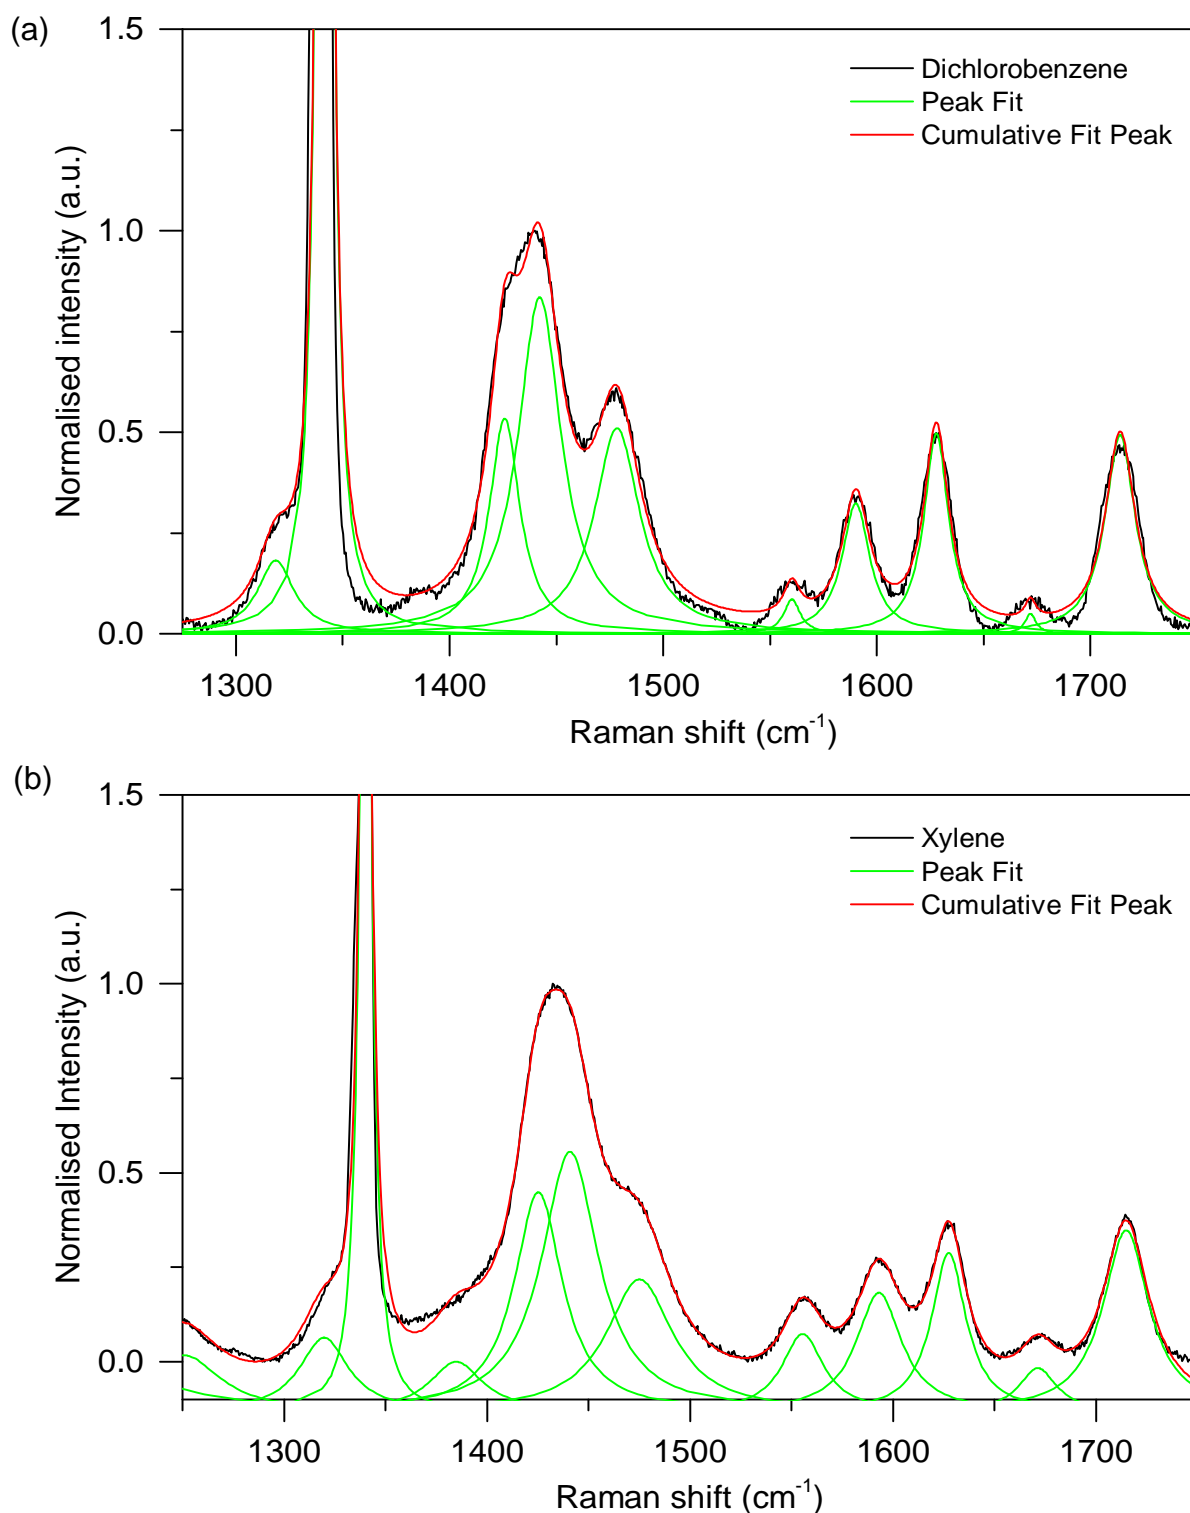 (a)
1.5
1.0
0.5
0.0
Normalised intensity (a.u.)
Dichlorobenzene
Peak Fit
Cumulative Fit Peak
1300 1400 1500 1600 1700
Raman shift (cm⁻¹)
(b)
1.5
1.0
0.5
0.0
Normalised Intensity (a.u.)
Xylene
Peak Fit
Cumulative Fit Peak
1300 1400 1500 1600 1700
Raman shift (cm⁻¹)